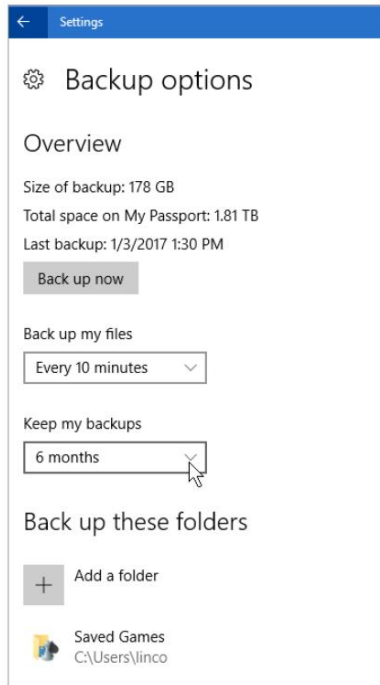 Settings
Backup options
Overview
Size of backup: 178 GB
Total space on My Passport: 1.81 TB
Last backup: 1/3/2017 1:30 PM
Back up now
Back up my files
Every 10 minutes
Keep my backups
6 months
Back up these folders
Add a folder
Saved Games
C:\Users\linco